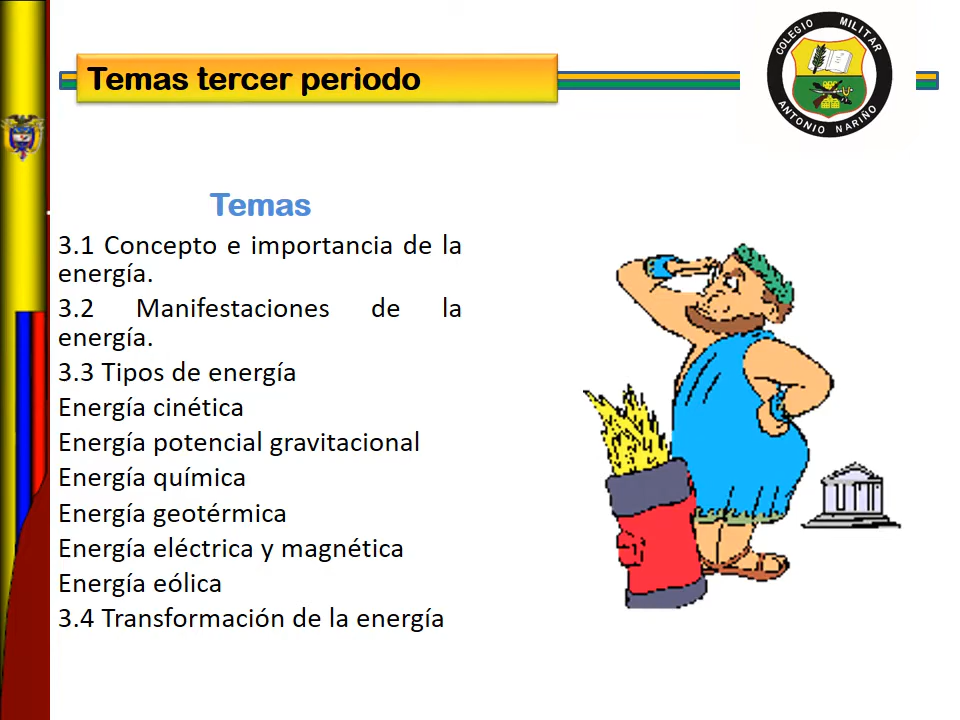 Temas tercer periodo
COLEGIO MILITAR
ANTONIO NARIÑO
Temas
3.1 Concepto e importancia de la
energía.
3.2 Manifestaciones de la
energía.
3.3 Tipos de energía
Energía cinética
Energía potencial gravitacional
Energía química
Energía geotérmica
Energía eléctrica y magnética
Energía eólica
3.4 Transformación de la energía